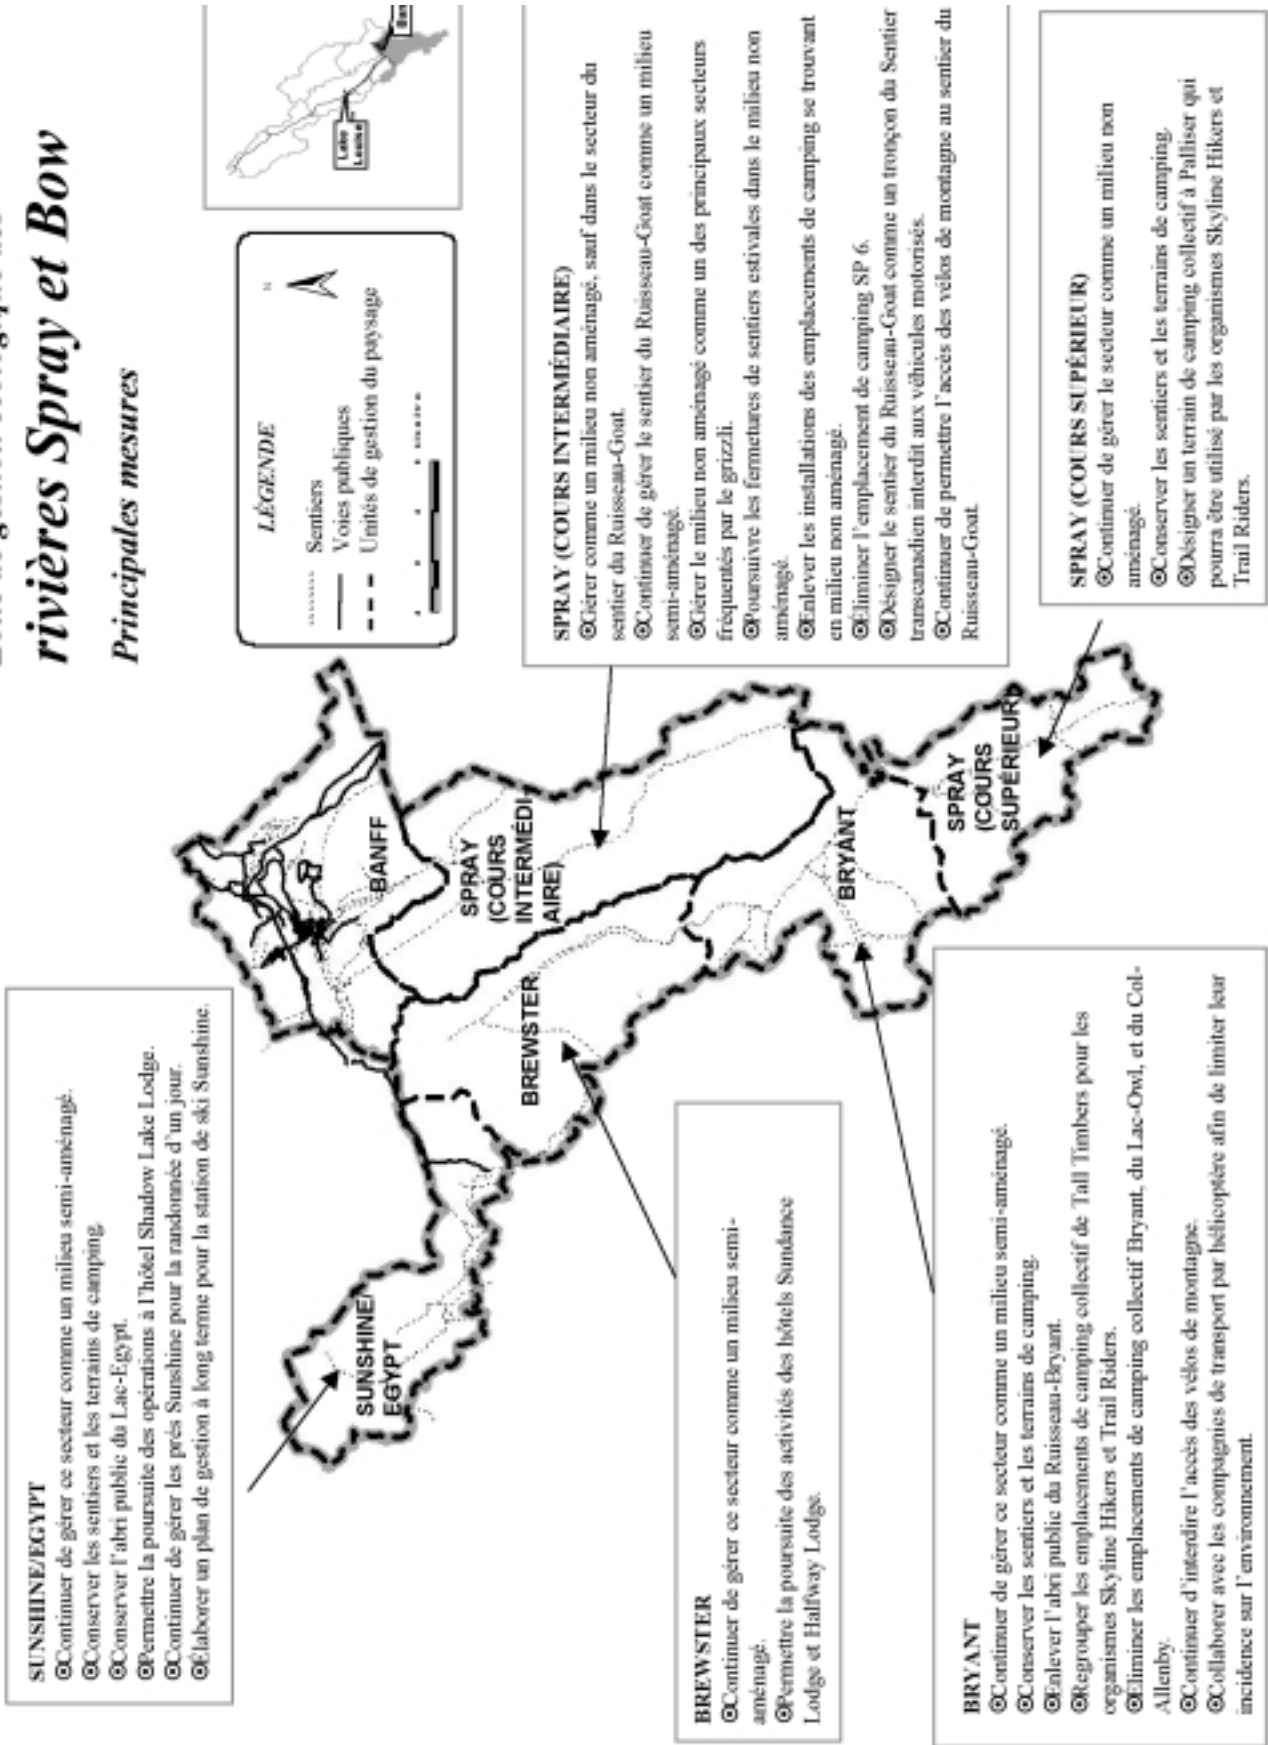 rivières Spray et Bow
Principales mesures
LÉGENDE
Sentiers
Voies publiques
Unités de gestion du paysage
N
Lake
Louise
SUNSHINE/EGYPT
⊙Continuer de gérer ce secteur comme un milieu semi-aménagé.
⊙Conserver les sentiers et les terrains de camping.
⊙Conserver l'abri public du Lac-Egypt.
⊙Permettre la poursuite des opérations à l'hôtel Shadow Lake Lodge.
⊙Continuer de gérer les prés Sunshine pour la randonnée d'un jour.
⊙Élaborer un plan de gestion à long terme pour la station de ski Sunshine.
SPRAY (COURS INTERMÉDIAIRE)
⊙Gérer comme un milieu non aménagé, sauf dans le secteur du
sentier du Ruisseau-Goat.
⊙Continuer de gérer le sentier du Ruisseau-Goat comme un milieu
semi-aménagé.
⊙Gérer le milieu non aménagé comme un des principaux secteurs
fréquentés par le grizzli.
⊙Poursuivre les fermetures de sentiers estivales dans le milieu non
aménagé.
⊙Enlever les installations des emplacements de camping se trouvant
en milieu non aménagé.
⊙Éliminer l'emplacement de camping SP 6.
⊙Désigner le sentier du Ruisseau-Goat comme un tronçon du Sentier
transcanadien interdit aux véhicules motorisés.
⊙Continuer de permettre l'accès des vélos de montagne au sentier du
Ruisseau-Goat.
SPRAY (COURS SUPÉRIEUR)
⊙Continuer de gérer le secteur comme un milieu non
aménagé.
⊙Conserver les sentiers et les terrains de camping.
⊙Désigner un terrain de camping collectif à Palliser qui
pourra être utilisé par les organismes Skyline Hikers et
Trail Riders.
BREWSTER
⊙Continuer de gérer ce secteur comme un milieu semi-
aménagé.
⊙Permettre la poursuite des activités des hôtels Sundance
Lodge et Halfway Lodge.
BRYANT
⊙Continuer de gérer ce secteur comme un milieu semi-aménagé.
⊙Conserver les sentiers et les terrains de camping.
⊙Enlever l'abri public du Ruisseau-Bryant.
⊙Regrouper les emplacements de camping collectif de Tall Timbers pour les
organismes Skyline Hikers et Trail Riders.
⊙Eliminer les emplacements de camping collectif Bryant, du Lac-Owl, et du Col-
Allenby.
⊙Continuer d'interdire l'accès des vélos de montagne.
⊙Collaborer avec les compagnies de transport par hélicoptère afin de limiter leur
incidence sur l'environnement.
BANFF
SPRAY
(COURS
INTERMÉDI-
AIRE)
BREWSTER
SUNSHINE/
EGYPT
BRYANT
SPRAY
(COURS
SUPÉRIEUR)